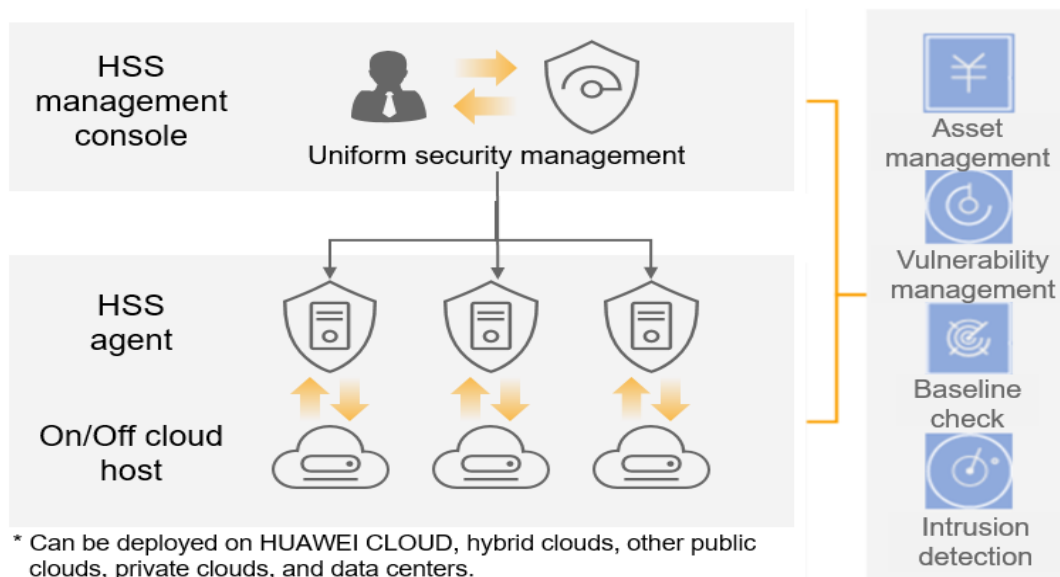 HSS
management
console
Uniform security management
HSS
agent
On/Off cloud
host
* Can be deployed on HUAWEI CLOUD, hybrid clouds, other public
clouds, private clouds, and data centers.
Asset
management
Vulnerability
management
Baseline
check
Intrusion
detection